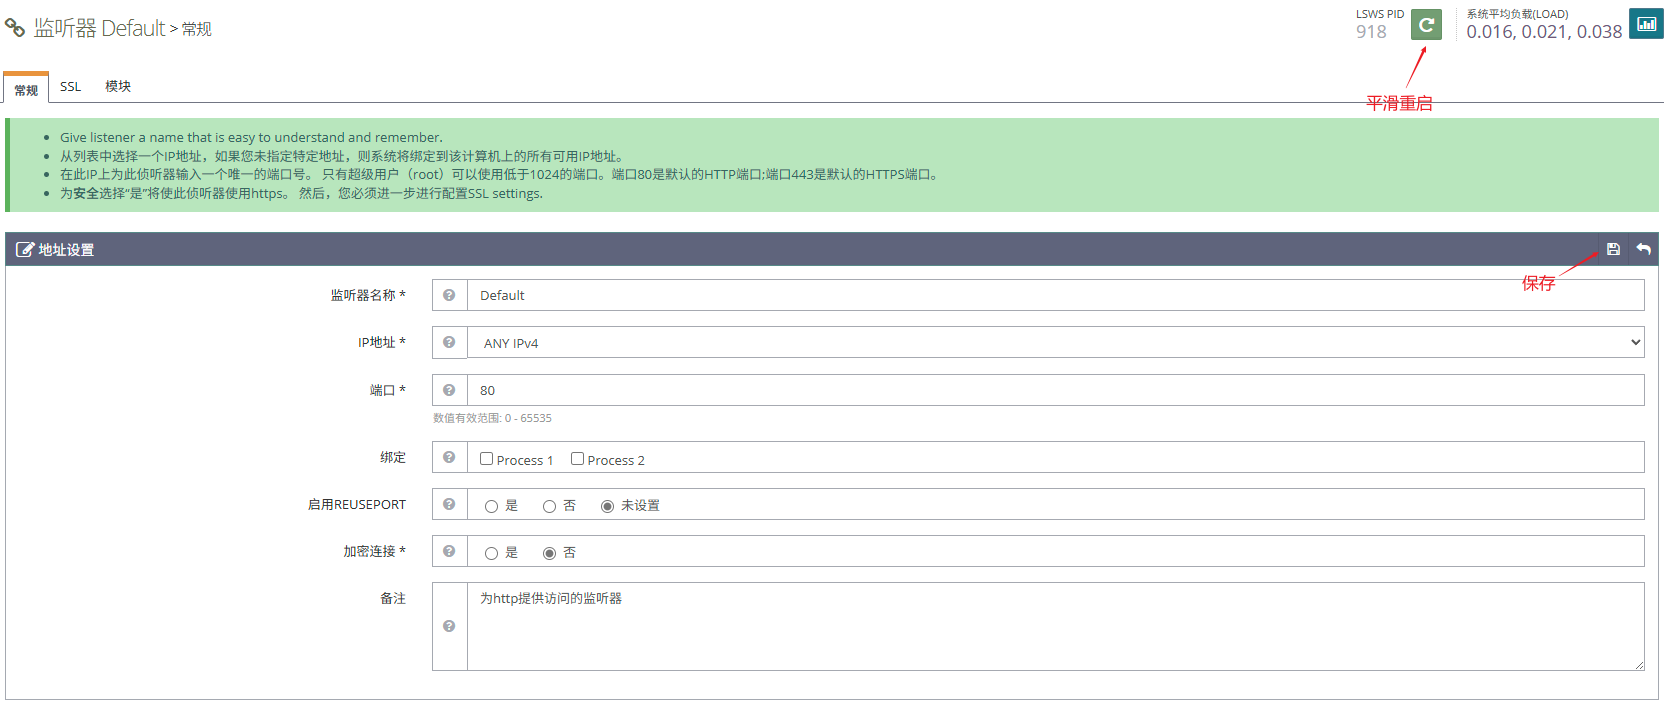 监听器 Default > 常规
LSWS PID
918
系统平均负载(LOAD)
0.016, 0.021, 0.038
平滑重启
常规
SSL
模块
Give listener a name that is easy to understand and remember.
从列表中选择一个IP地址，如果您未指定特定地址，则系统将绑定到该计算机上的所有可用IP地址。
在此IP上为此侦听器输入一个唯一的端口号。 只有超级用户（root）可以使用低于1024的端口。端口80是默认的HTTP端口;端口443是默认的HTTPS端口。
为安全选择“是”将使此侦听器使用https。 然后，您必须进一步进行配置SSL settings.
地址设置
保存
监听器名称 *
Default
IP地址 *
ANY IPv4
端口 *
80
数值有效范围: 0 - 65535
绑定
Process 1
Process 2
启用REUSEPORT
是
否
未设置
加密连接 *
是
否
备注
为http提供访问的监听器